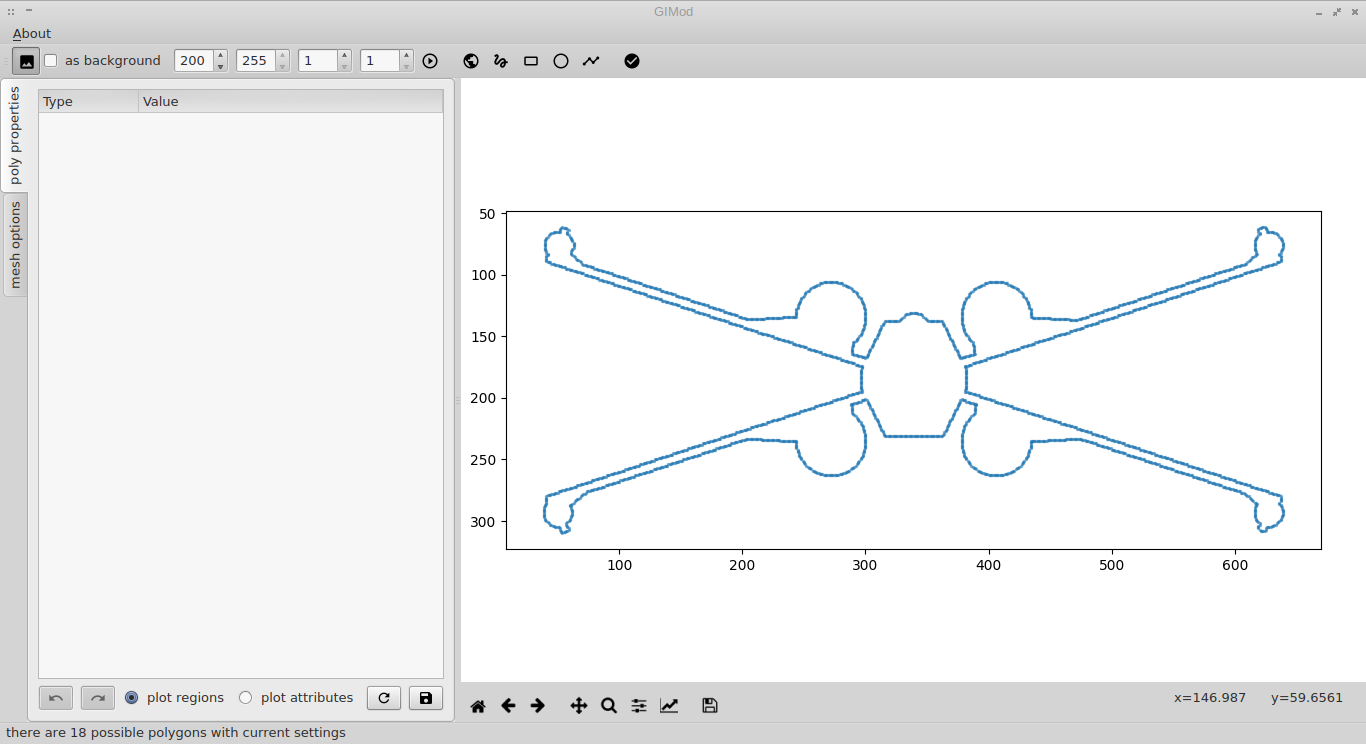 GIMod
About
as background 200 255 1 1
poly properties
mesh options
Type Value
50
100
150
200
250
300
100 200 300 400 500 600
plot regions plot attributes
x=146.987 y=59.6561
there are 18 possible polygons with current settings